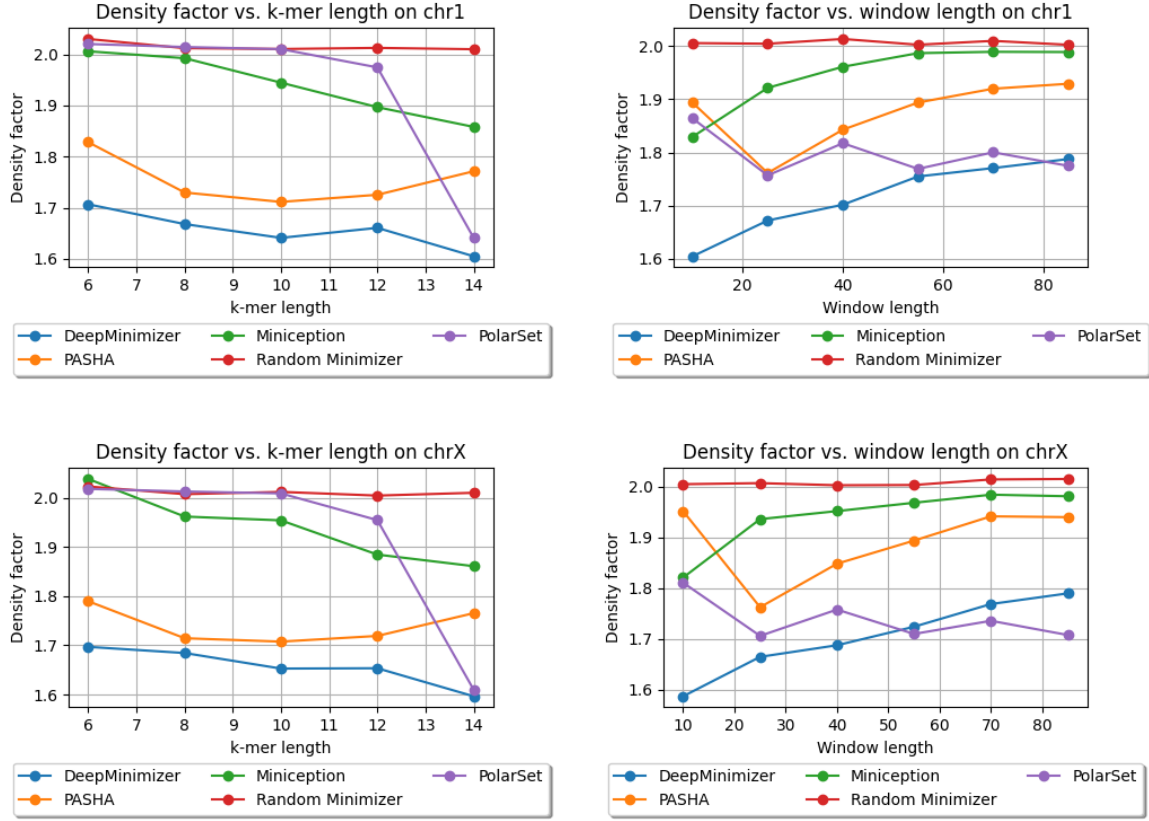 Density factor vs. k-mer length on chr1
Density factor
2.0
1.9
1.8
1.7
1.6
6 7 8 9 10 11 12 13 14
k-mer length
DeepMinimizer Miniception PolarSet
PASHA Random Minimizer
Density factor vs. window length on chr1
Density factor
2.0
1.9
1.8
1.7
1.6
20 40 60 80
Window length
DeepMinimizer Miniception PolarSet
PASHA Random Minimizer
Density factor vs. k-mer length on chrX
Density factor
2.0
1.9
1.8
1.7
1.6
6 7 8 9 10 11 12 13 14
k-mer length
DeepMinimizer Miniception PolarSet
PASHA Random Minimizer
Density factor vs. window length on chrX
Density factor
2.0
1.9
1.8
1.7
1.6
10 20 30 40 50 60 70 80
Window length
DeepMinimizer Miniception PolarSet
PASHA Random Minimizer